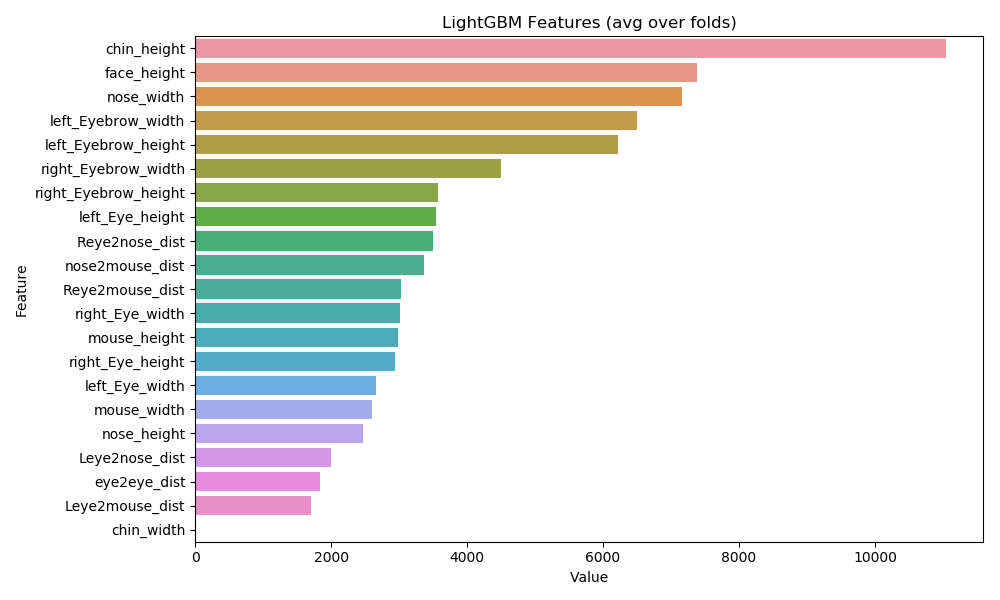 LightGBM Features (avg over folds)
Feature
chin_height
face_height
nose_width
left_Eyebrow_width
left_Eyebrow_height
right_Eyebrow_width
right_Eyebrow_height
left_Eye_height
Reye2nose_dist
nose2mouse_dist
Reye2mouse_dist
right_Eye_width
mouse_height
right_Eye_height
left_Eye_width
mouse_width
nose_height
Leye2nose_dist
eye2eye_dist
Leye2mouse_dist
chin_width
0 2000 4000 6000 8000 10000
Value